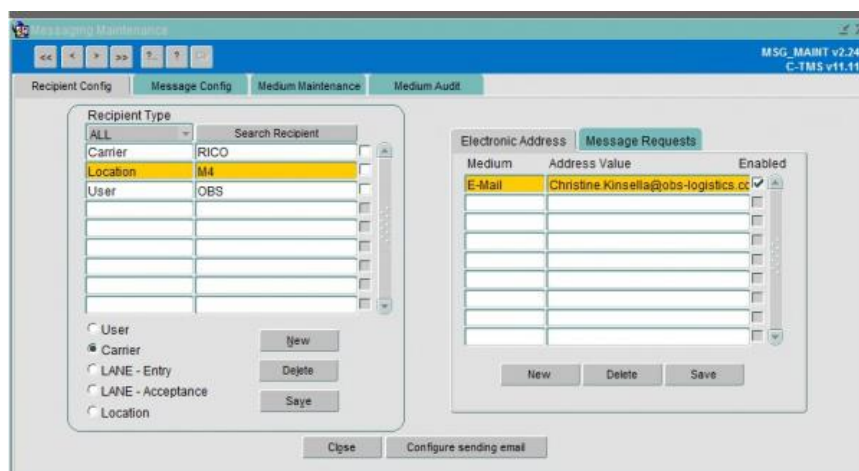 Messaging Maintenance
<< < > >> ?.. ?
MSG_MAINT v2.24
C-TMS v11.11
Recipient Config Message Config Medium Maintenance Medium Audit
Recipient Type
ALL Search Recipient
Carrier RICO
Location M4
User OBS
User
Carrier
LANE - Entry
LANE - Acceptance
Location
New
Delete
Save
Electronic Address Message Requests
Medium Address Value Enabled
E-Mail Christine.Kinsella@obs-logistics.cc
New Delete Save
Close Configure sending email